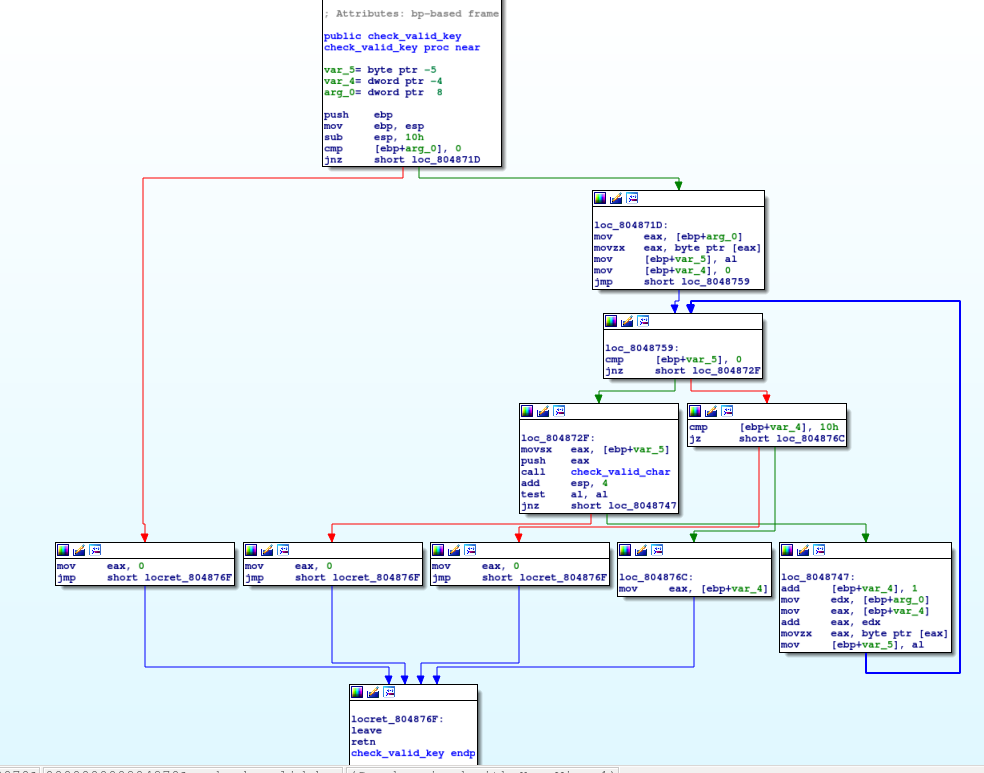 ; Attributes: bp-based frame
public check_valid_key
check_valid_key proc near
var_5= byte ptr -5
var_4= dword ptr -4
arg_0= dword ptr  8
push    ebp
mov     ebp, esp
sub     esp, 10h
cmp     [ebp+arg_0], 0
jnz     short loc_804871D
loc_804871D:
mov     eax, [ebp+arg_0]
movzx   eax, byte ptr [eax]
mov     [ebp+var_5], al
mov     [ebp+var_4], 0
jmp     short loc_8048759
loc_8048759:
cmp     [ebp+var_5], 0
jnz     short loc_804872F
loc_804872F:
movsx   eax, [ebp+var_5]
push    eax
call    check_valid_char
add     esp, 4
test    al, al
jnz     short loc_8048747
cmp     [ebp+var_4], 10h
jz      short loc_804876C
mov     eax, 0
jmp     short locret_804876F
mov     eax, 0
jmp     short locret_804876F
mov     eax, 0
jmp     short locret_804876F
loc_804876C:
mov     eax, [ebp+var_4]
loc_8048747:
add     [ebp+var_4], 1
mov     edx, [ebp+arg_0]
mov     eax, [ebp+var_4]
add     eax, edx
movzx   eax, byte ptr [eax]
mov     [ebp+var_5], al
locret_804876F:
leave
retn
check_valid_key endp